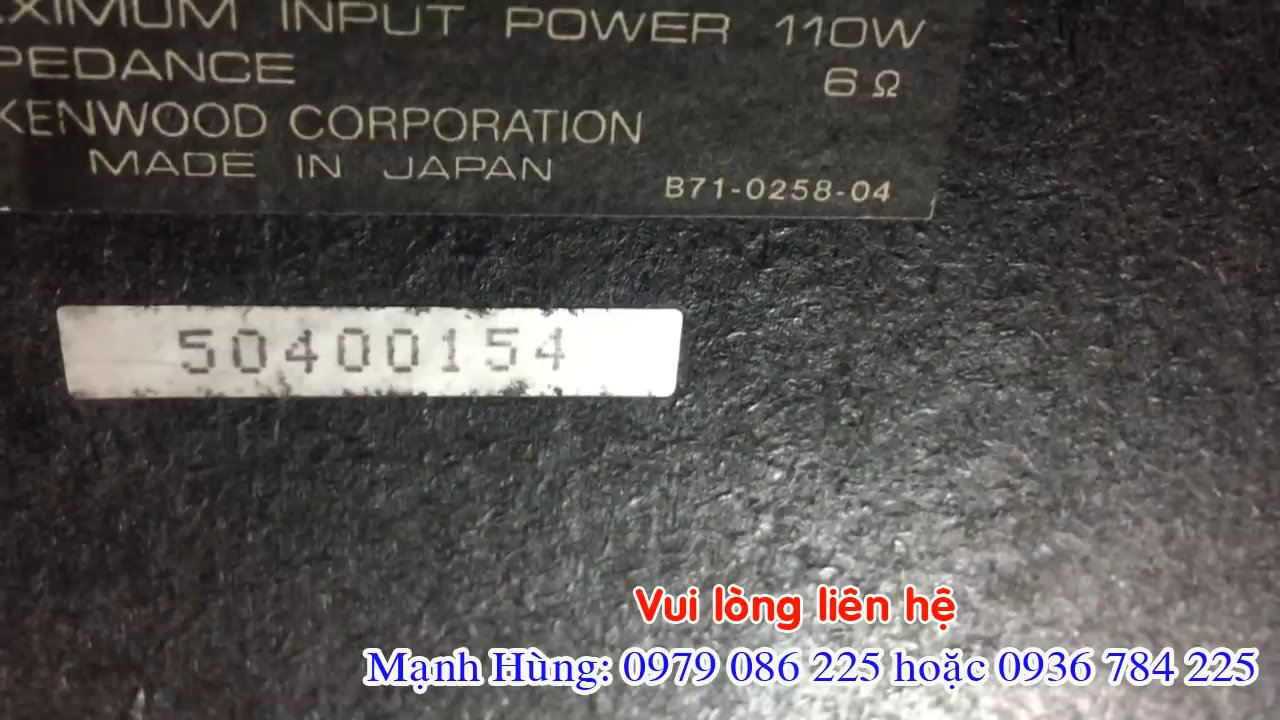 AXIMUM INPUT POWER 110W
PEDANCE 6 Ω
KENWOOD CORPORATION
MADE IN JAPAN B71-0258-04
50400154
Vui lòng liên hệ
Mạnh Hùng: 0979 086 225 hoặc 0936 784 225